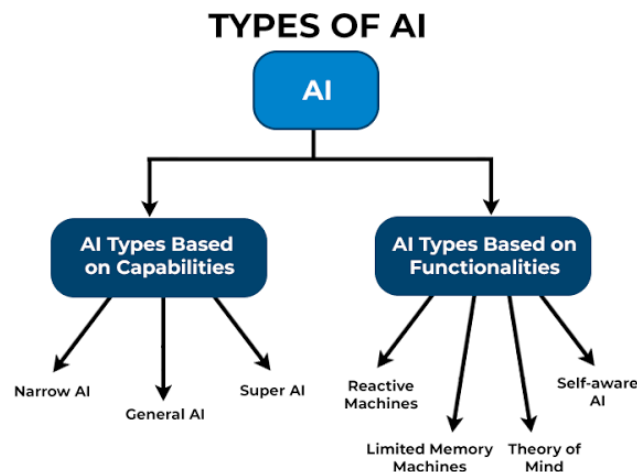 TYPES OF AI
AI
AI Types Based
on Capabilities
AI Types Based on
Functionalities
Narrow AI
General AI
Super AI
Reactive
Machines
Limited Memory
Machines
Theory of
Mind
Self-aware
AI